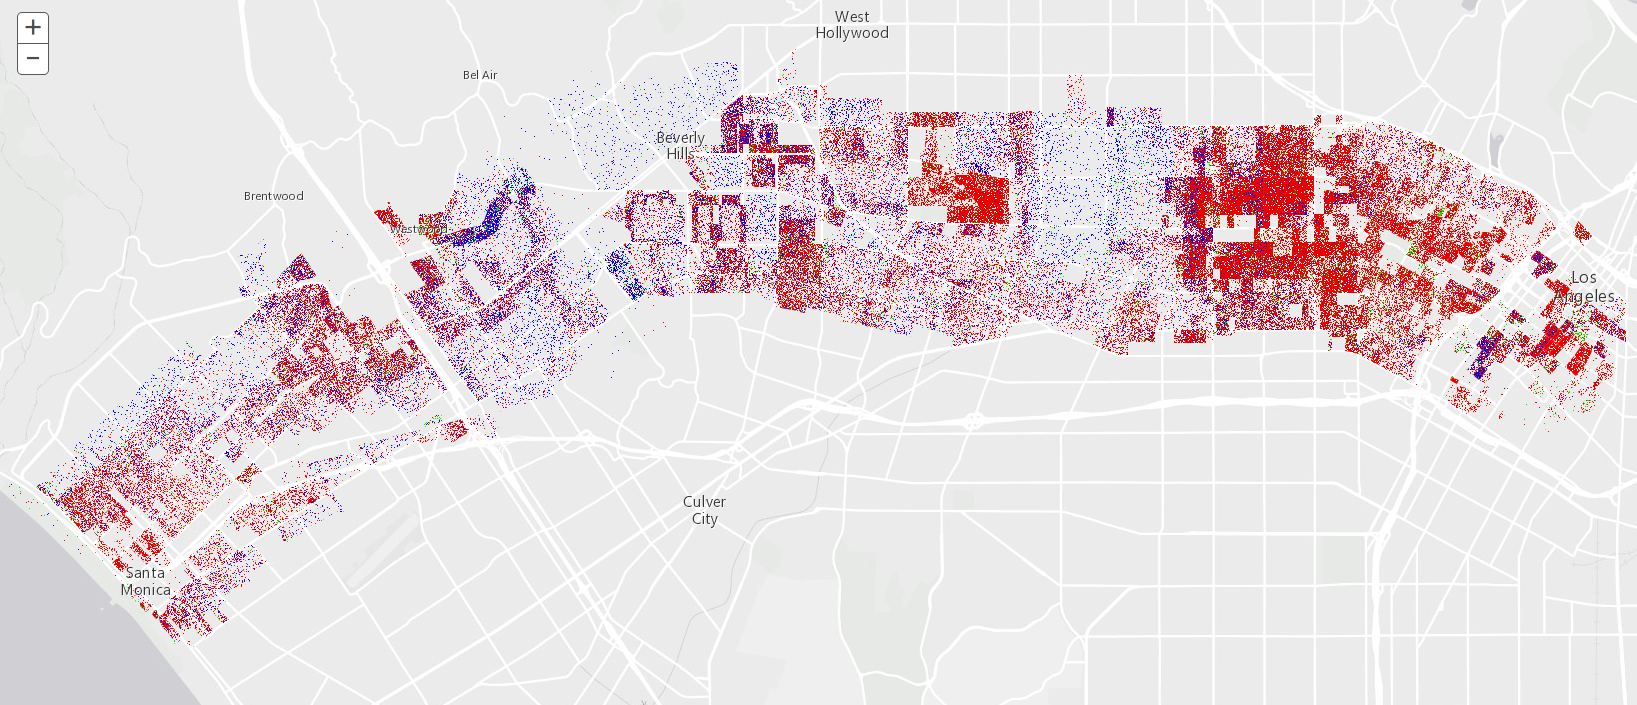 +
−
West
Hollywood
Bel Air
Beverly
Hills
Brentwood
Westwood
Los
Angeles
Culver
City
Santa
Monica